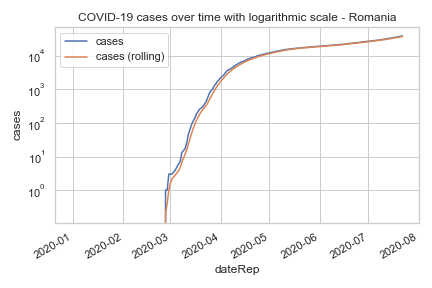 COVID-19 cases over time with logarithmic scale - Romania
cases
cases (rolling)
10⁴
10³
10²
10¹
10⁰
cases
2020-01
2020-02
2020-03
2020-04
2020-05
2020-06
2020-07
2020-08
dateRep